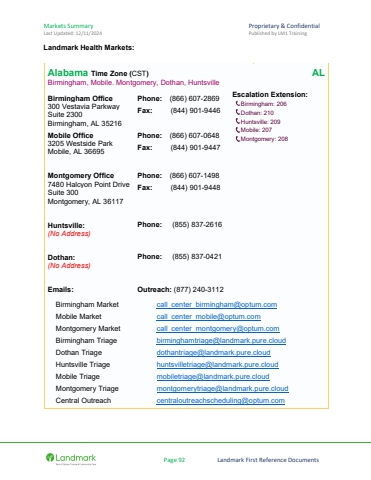 Markets Summary
Proprietary & Confidential
Last Updated: 12/11/2024
Published by LM1 Training
Landmark Health Markets:
Alabama Time Zone (CST)
AL
Birmingham, Mobile. Montgomery, Dothan, Huntsville
Birmingham Office
300 Vestavia Parkway
Suite 2300
Birmingham, AL 35216
Phone: (866) 607-2869
Fax: (844) 901-9446
Escalation Extension:
Birmingham: 206
Dothan: 210
Huntsville: 209
Mobile: 207
Montgomery: 208
Mobile Office
3205 Westside Park
Mobile, AL 36695
Phone: (866) 607-0648
Fax: (844) 901-9447
Montgomery Office
7480 Halcyon Point Drive
Suite 300
Montgomery, AL 36117
Phone: (866) 607-1498
Fax: (844) 901-9448
Huntsville:
(No Address)
Phone: (855) 837-2616
Dothan:
(No Address)
Phone: (855) 837-0421
Emails:
Outreach: (877) 240-3112
Birmingham Market call_center_birmingham@optum.com
Mobile Market call_center_mobile@optum.com
Montgomery Market call_center_montgomery@optum.com
Birmingham Triage birminghamtriage@landmark.pure.cloud
Dothan Triage dothantriage@landmark.pure.cloud
Huntsville Triage huntsvilletriage@landmark.pure.cloud
Mobile Triage mobiletriage@landmark.pure.cloud
Montgomery Triage montgomerytriage@landmark.pure.cloud
Central Outreach centraloutreachscheduling@optum.com
Landmark
Page 92
Landmark First Reference Documents